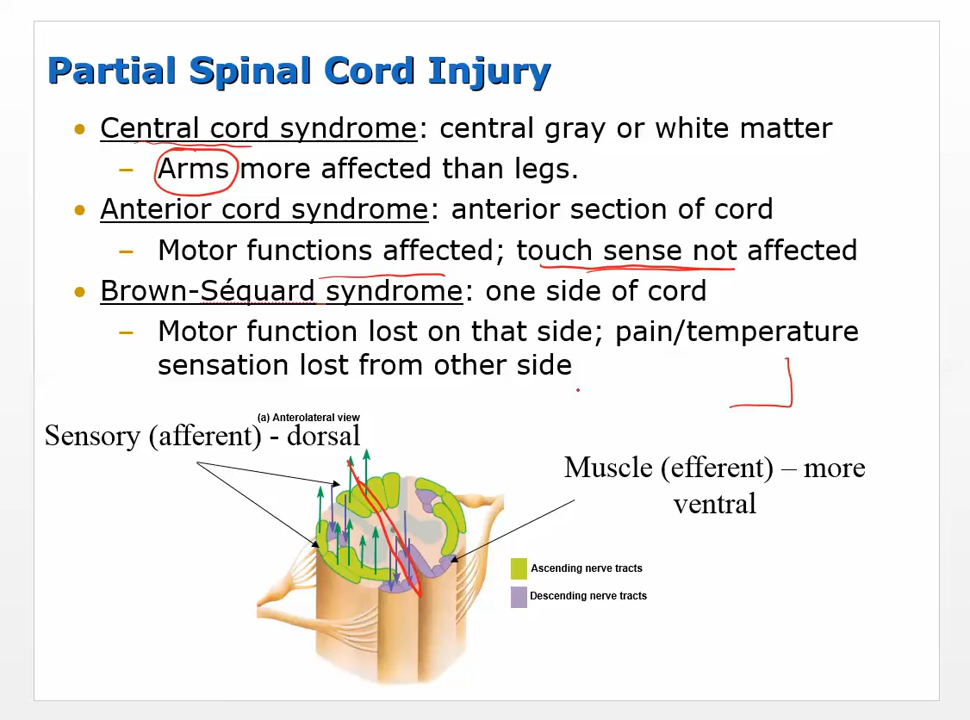 Partial Spinal Cord Injury
• Central cord syndrome: central gray or white matter
– Arms more affected than legs.
• Anterior cord syndrome: anterior section of cord
– Motor functions affected; touch sense not affected
• Brown-Séquard syndrome: one side of cord
– Motor function lost on that side; pain/temperature
sensation lost from other side
(a) Anterolateral view
Sensory (afferent) - dorsal
Muscle (efferent) – more
ventral
Ascending nerve tracts
Descending nerve tracts